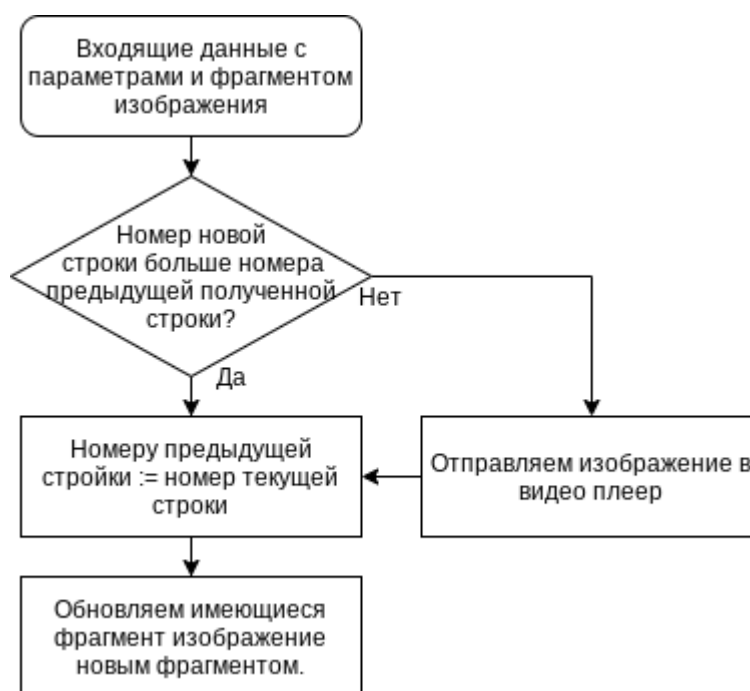 Входящие данные с
параметрами и фрагментом
изображения
Номер новой
строки больше номера
предыдущей полученной
строки?
Нет
Да
Номеру предыдущей
стройки := номер текущей
строки
Отправляем изображение в
видео плеер
Обновляем имеющиеся
фрагмент изображение
новым фрагментом.